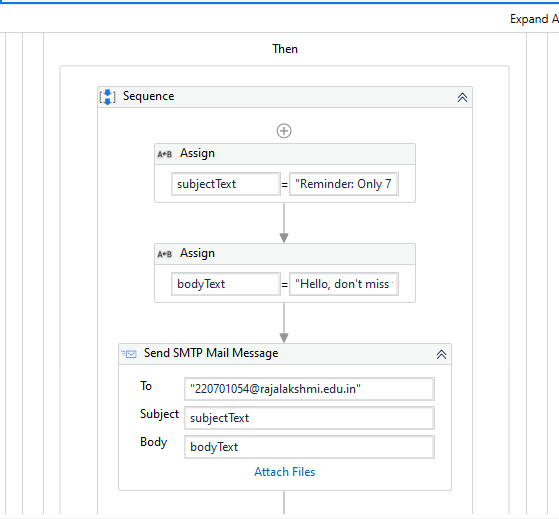 Expand A
Then
Sequence
A+B Assign
subjectText = "Reminder: Only 7
A+B Assign
bodyText = "Hello, don't miss
Send SMTP Mail Message
To "220701054@rajalakshmi.edu.in"
Subject subjectText
Body bodyText
Attach Files